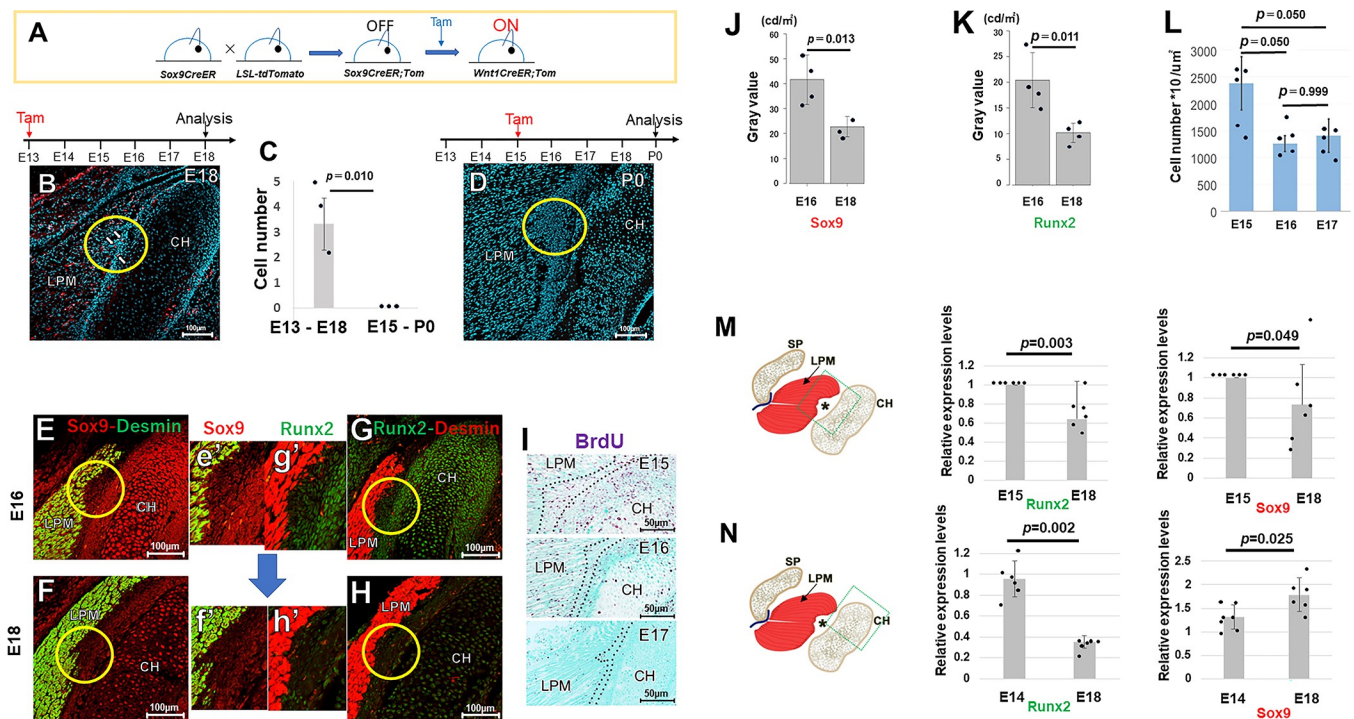 A
OFF
Tam
ON
×
Sox9CreER
LSL-tdTomato
Sox9CreER;Tom
Wnt1CreER;Tom
Tam
Analysis
E13
E14
E15
E16
E17
E18
B
E18
CH
LPM
100μm
C
p＝0.010
Cell number
5
4
3
2
1
0
E13 - E18
E15 - P0
Tam
Analysis
E13
E14
E15
E16
E17
E18
P0
D
P0
CH
LPM
100μm
E16
E
Sox9-Desmin
LPM
CH
100μm
Sox9
e'
Runx2
g'
G
Runx2-Desmin
CH
LPM
100μm
E18
F
LPM
CH
100μm
f'
h'
H
LPM
CH
100μm
I
BrdU
LPM
E15
CH
50μm
LPM
E16
CH
50μm
E17
LPM
CH
50μm
J
(cd/㎡)
p＝0.013
Gray value
60
50
40
30
20
10
0
E16
E18
Sox9
K
(cd/㎡)
p＝0.011
Gray value
30
25
20
15
10
5
0
E16
E18
Runx2
L
p＝0.050
p＝0.050
p＝0.999
Cell number *10 /um²
3000
2500
2000
1500
1000
500
0
E15
E16
E17
M
SP
LPM
*
CH
p=0.003
Relative expression levels
1.2
1
0.8
0.6
0.4
0.2
0
E15
E18
Runx2
p=0.049
Relative expression levels
1.2
1
0.8
0.6
0.4
1.2
0
E15
E18
Sox9
N
SP
LPM
*
CH
p=0.002
Relative expression levels
1.2
1
0.8
0.6
0.4
0.2
0
E14
E18
Runx2
p=0.025
Relative expression levels
2.5
2
1.5
1
0.5
0
E14
E18
Sox9